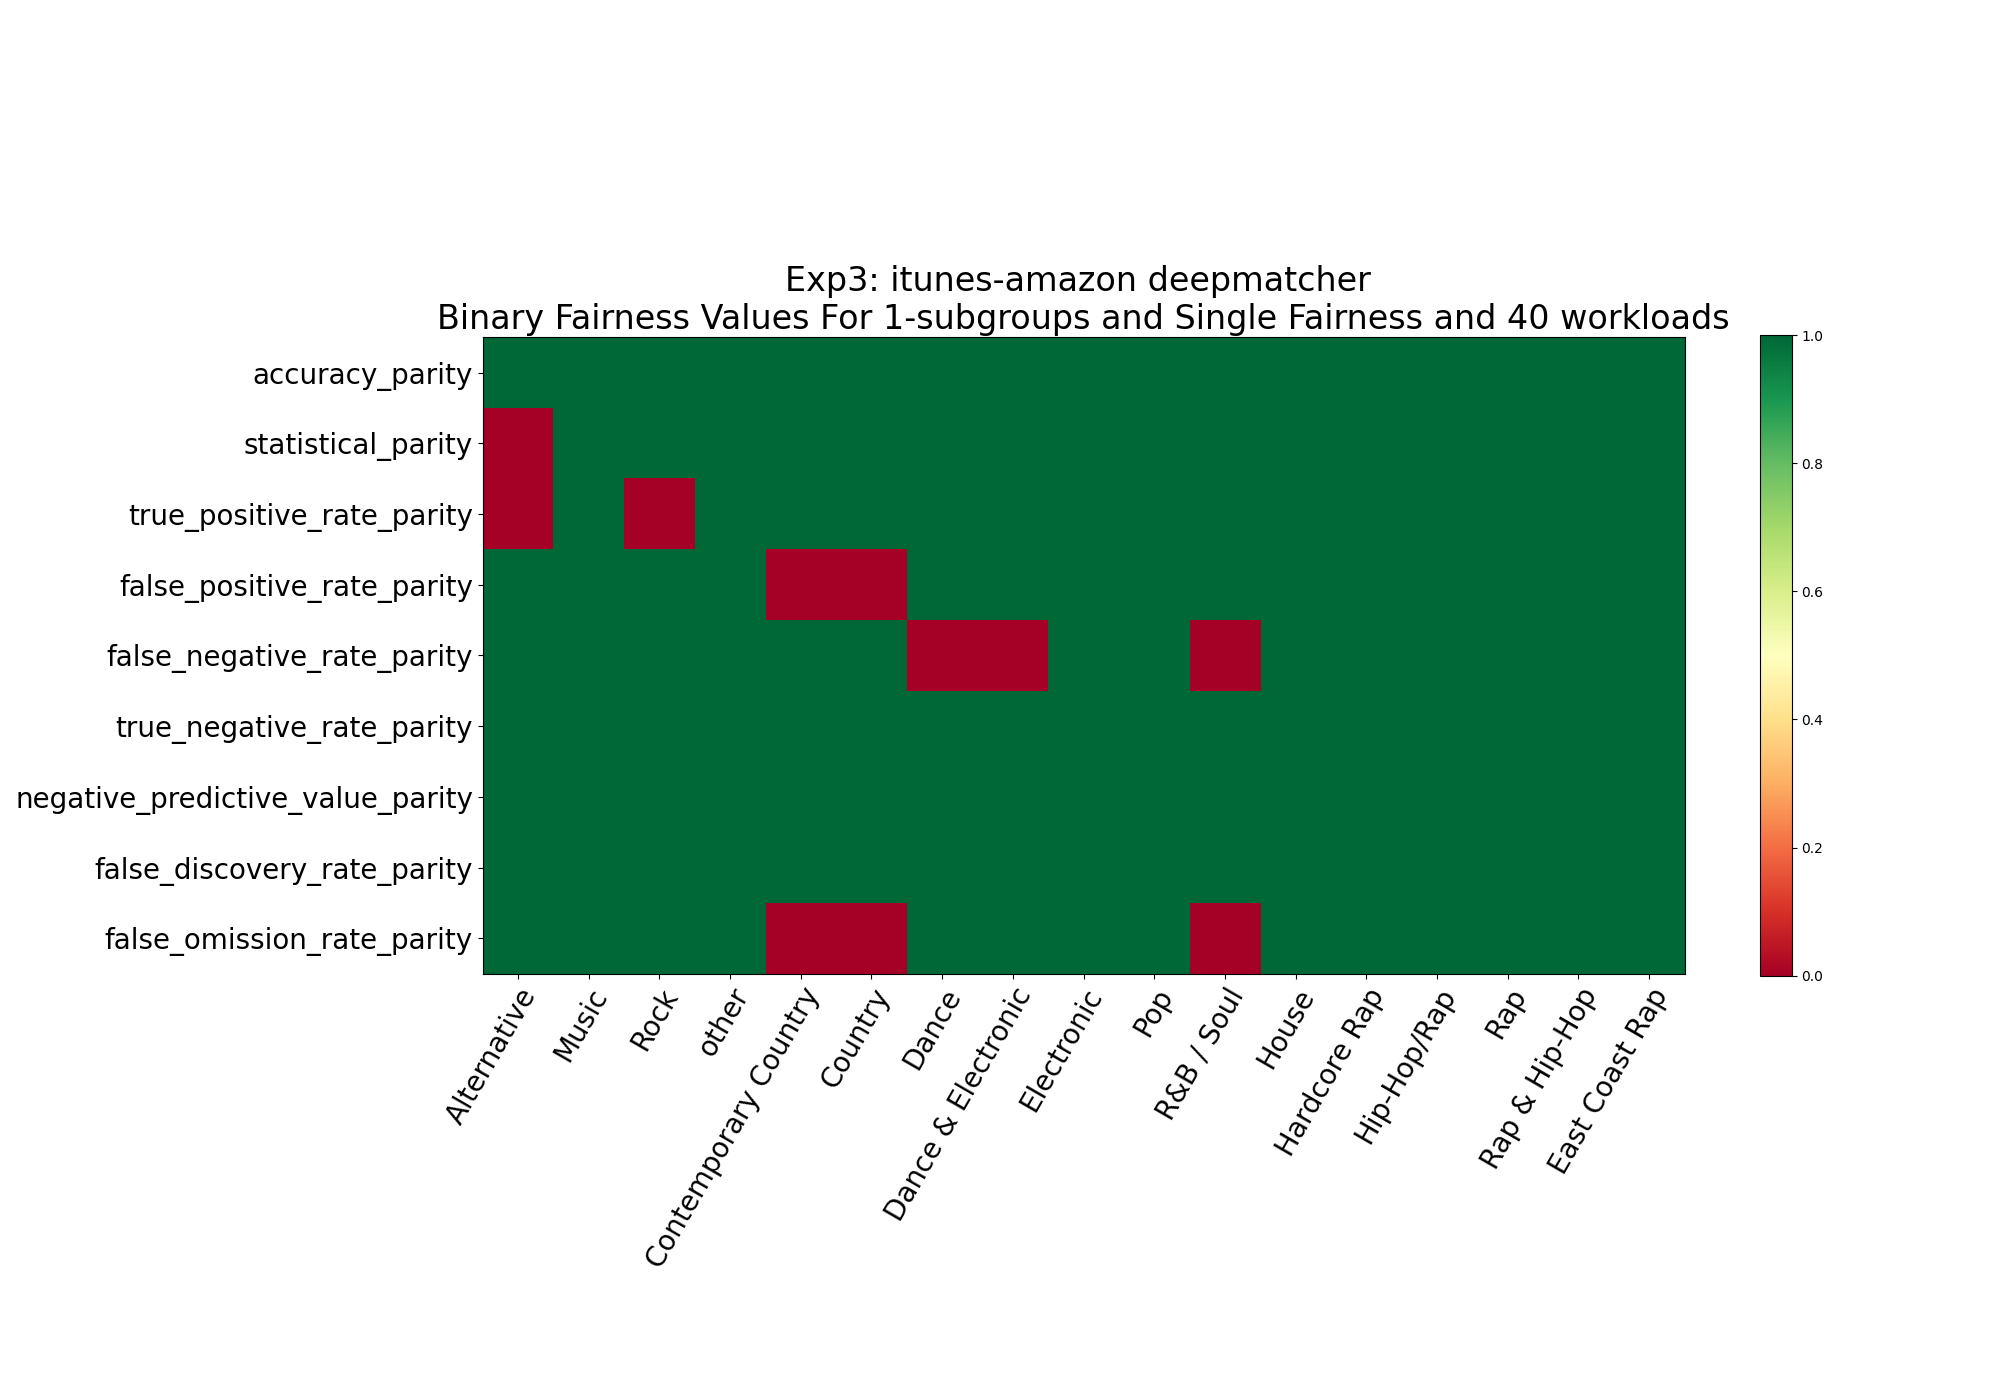 Exp3: itunes-amazon deepmatcher
Binary Fairness Values For 1-subgroups and Single Fairness and 40 workloads
accuracy_parity
statistical_parity
true_positive_rate_parity
false_positive_rate_parity
false_negative_rate_parity
true_negative_rate_parity
negative_predictive_value_parity
false_discovery_rate_parity
false_omission_rate_parity
Alternative
Music
Rock
other
Contemporary Country
Country
Dance
Dance & Electronic
Electronic
Pop
R&B / Soul
House
Hardcore Rap
Hip-Hop/Rap
Rap
Rap & Hip-Hop
East Coast Rap
1.0
0.8
0.6
0.4
0.2
0.0